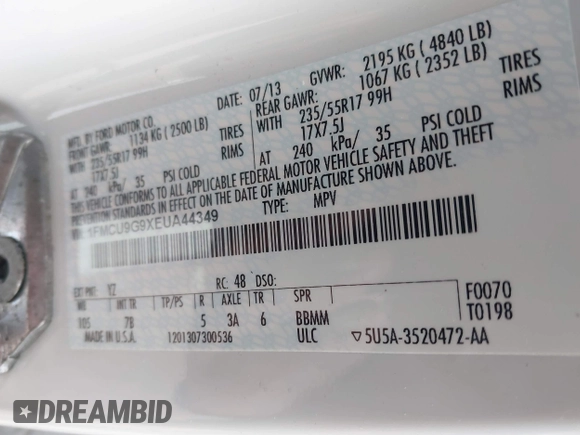 MFD. BY FORD MOTOR CO. DATE: 07/13 GVWR: 2195 KG ( 4840 LB)
FRONT GAWR: 1134 KG ( 2500 LB) REAR GAWR: 1067 KG ( 2352 LB)
WITH 235/55R17 99H TIRES WITH 235/55R17 99H TIRES
17X7.5J RIMS 17X7.5J RIMS
AT 240 kPa/ 35 PSI COLD AT 240 kPa/ 35 PSI COLD
THIS VEHICLE CONFORMS TO ALL APPLICABLE FEDERAL MOTOR VEHICLE SAFETY AND THEFT
PREVENTION STANDARDS IN EFFECT ON THE DATE OF MANUFACTURE SHOWN ABOVE.
VIN: 1FMCU9G9XEUA44349 TYPE: MPV
EXT PNT: YZ RC: 48 DSO: F0070
WB INT TR TP/PS R AXLE TR SPR T0198
105 7B 5 3A 6 BBMM
MADE IN U.S.A. 1201307300536 ULC ▽5U5A-3520472-AA
DREAMBID